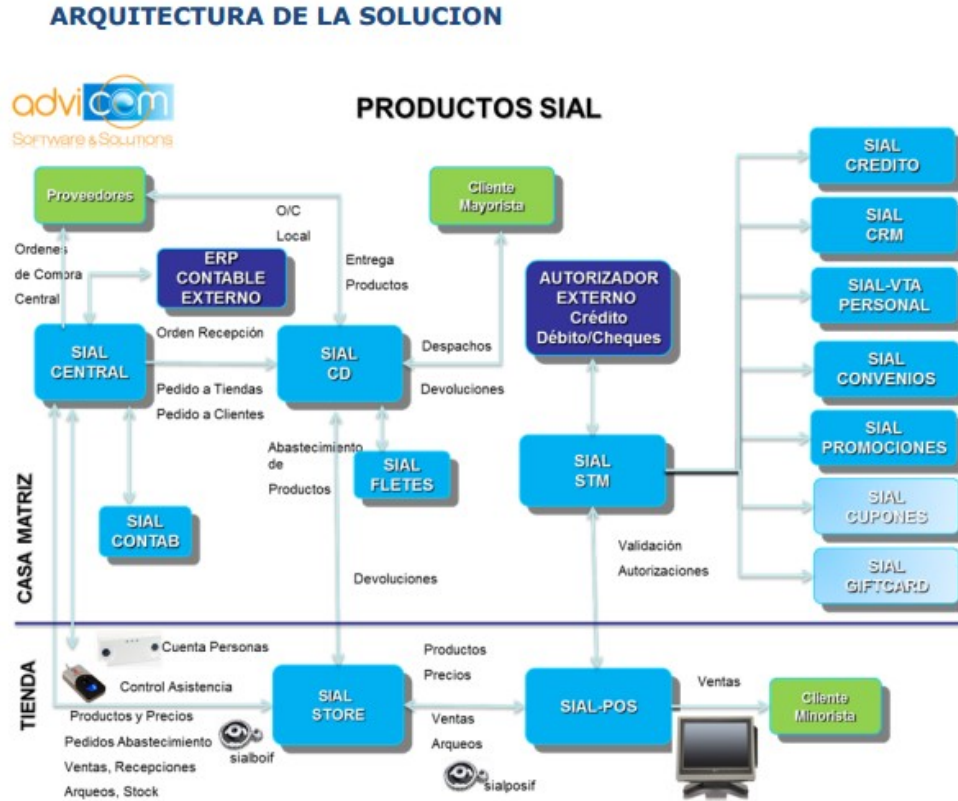 ARQUITECTURA DE LA SOLUCION
advicom
SOFTWARE & SOLUTIONS
PRODUCTOS SIAL
Proveedores
O/C
Local
Cliente
Mayorista
SIAL
CREDITO
SIAL
CRM
SIAL-VTA
PERSONAL
SIAL
CONVENIOS
SIAL
PROMOCIONES
SIAL
CUPONES
SIAL
GIFTCARD
Ordenes
de Compra
Central
ERP
CONTABLE
EXTERNO
Entrega
Productos
AUTORIZADOR
EXTERNO
Crédito
Débito/Cheques
SIAL
CENTRAL
Orden Recepción
Pedido a Tiendas
Pedido a Clientes
SIAL
CD
Despachos
Devoluciones
Abastecimiento
de
Productos
SIAL
FLETES
SIAL
STM
SIAL
CONTAB
Devoluciones
Validación
Autorizaciones
CASA MATRIZ
TIENDA
Cuenta Personas
Control Asistencia
Productos y Precios
Pedidos Abastecimiento
Ventas, Recepciones
Arqueos, Stock
sialboif
SIAL
STORE
Productos
Precios
Ventas
Arqueos
sialposif
SIAL-POS
Ventas
Cliente
Minorista